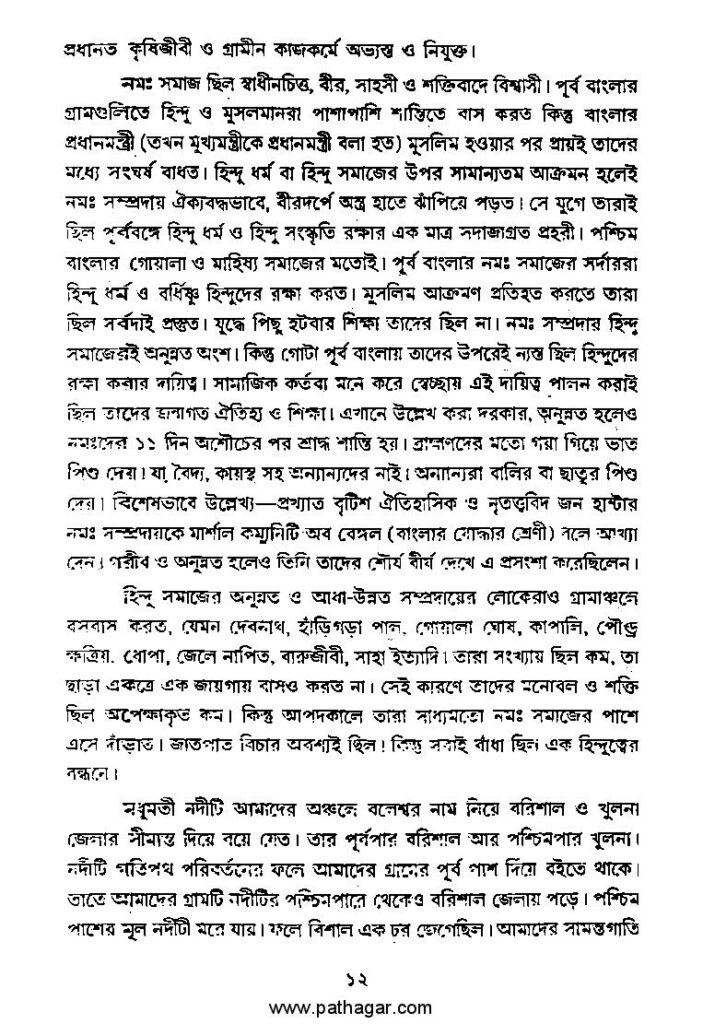 প্রধানত কৃষিজীবী ও গ্রামীন কাজকর্মে অভ্যস্ত ও নিযুক্ত।
নমঃ সমাজ ছিল স্বাধীনচিত্ত, বীর, সাহসী ও শক্তিবাদে বিশ্বাসী। পূর্ব বাংলার
গ্রামগুলিতে হিন্দু ও মুসলমানরা পাশাপাশি শান্তিতে বাস করত কিন্তু বাংলার
প্রধানমন্ত্রী (তখন মুখ্যমন্ত্রীকে প্রধানমন্ত্রী বলা হত) মুসলিম হওয়ার পর প্রায়ই তাদের
মধ্যে সংঘর্ষ বাধত। হিন্দু ধর্ম বা হিন্দু সমাজের উপর সামান্যতম আক্রমন হলেই
নমঃ সম্প্রদায় ঐক্যবদ্ধভাবে, বীরদর্পে অস্ত্র হাতে ঝাঁপিয়ে পড়ত। সে যুগে তারাই
ছিল পূর্ববঙ্গে হিন্দু ধর্ম ও হিন্দু সংস্কৃতি রক্ষার এক মাত্র সদাজাগ্রত প্রহরী। পশ্চিম
বাংলার গোয়ালা ও মাহিষ্য সমাজের মতোই। পূর্ব বাংলার নমঃ সমাজের সর্দাররা
হিন্দু ধর্ম ও বর্ধিষ্ণু হিন্দুদের রক্ষা করত। মুসলিম আক্রমণ প্রতিহত করতে তারা
ছিল সর্বদাই প্রস্তুত। যুদ্ধে পিছু হটবার শিক্ষা তাদের ছিল না। নমঃ সম্প্রদার হিন্দু
সমাজেরই অনুন্নত অংশ। কিন্তু গোটা পূর্ব বাংলায় তাদের উপরেই ন্যস্ত ছিল হিন্দুদের
রক্ষা করার দায়িত্ব। সামাজিক কর্তব্য মনে করে স্বেচ্ছায় এই দায়িত্ব পালন করাই
ছিল তাদের জন্মগত ঐতিহ্য ও শিক্ষা। এখানে উল্লেখ করা দরকার, অনুন্নত হলেও
নমঃদের ১১ দিন অশৌচের পর শ্রাদ্ধ শান্তি হয়। ব্রাহ্মণদের মতো গয়া গিয়ে ভাত
পিণ্ড দেয়। যা বৈদ্য, কায়স্থ সহ অন্যান্যদের নাই। অন্যান্যরা বালির বা ছাতুর পিণ্ড
দেয়। বিশেষভাবে উল্লেখ্য—প্রখ্যাত বৃটিশ ঐতিহাসিক ও নৃতত্ত্ববিদ জন হান্টার
নমঃ সম্প্রদায়কে মার্শাল কম্যুনিটি অব বেঙ্গল (বাংলার যোদ্ধার শ্রেণী) বলে আখ্যা
দেন। গরীব ও অনুন্নত হলেও তিনি তাদের শৌর্য বীর্য দেখে এ প্রসংশা করেছিলেন।
হিন্দু সমাজের অনুন্নত ও আধা-উন্নত সম্প্রদায়ের লোকেরাও গ্রামাঞ্চলে
বসবাস করত, যেমন দেবনাথ, হাঁড়িগড়া পাল, গোয়ালা ঘোষ, কাপালি, পৌণ্ড্র
ক্ষত্রিয়, ধোপা, জেলে নাপিত, বারুজীবী, সাহা ইত্যাদি। তারা সংখ্যায় ছিল কম, তা
ছাড়া একত্রে এক জায়গায় বাসও করত না। সেই কারণে তাদের মনোবল ও শক্তি
ছিল অপেক্ষাকৃত কম। কিন্তু আপদকালে তারা সাধ্যমতো নমঃ সমাজের পাশে
এসে দাঁড়াত। জাতপাত বিচার অবশ্যই ছিল! কিন্তু সবাই বাঁধা ছিল এক হিন্দুত্বের
বন্ধনে।
মধুমতী নদীটি আমাদের অঞ্চলে বলেশ্বর নাম নিয়ে বরিশাল ও খুলনা
জেলার সীমান্ত দিয়ে বয়ে যেত। তার পূর্বপার বরিশাল আর পশ্চিমপার খুলনা।
নদীটি গতিপথ পরিবর্তনের ফলে আমাদের গ্রামের পূর্ব পাশ দিয়ে বইতে থাকে।
তাতে আমাদের গ্রামটি নদীটির পশ্চিমপারে থেকেও বরিশাল জেলায় পড়ে। পশ্চিম
পাশের মূল নদীটী মরে যায়। ফলে বিশাল এক চর জেগেছিল। আমাদের সামন্তগাতি
১২
www.pathagar.com